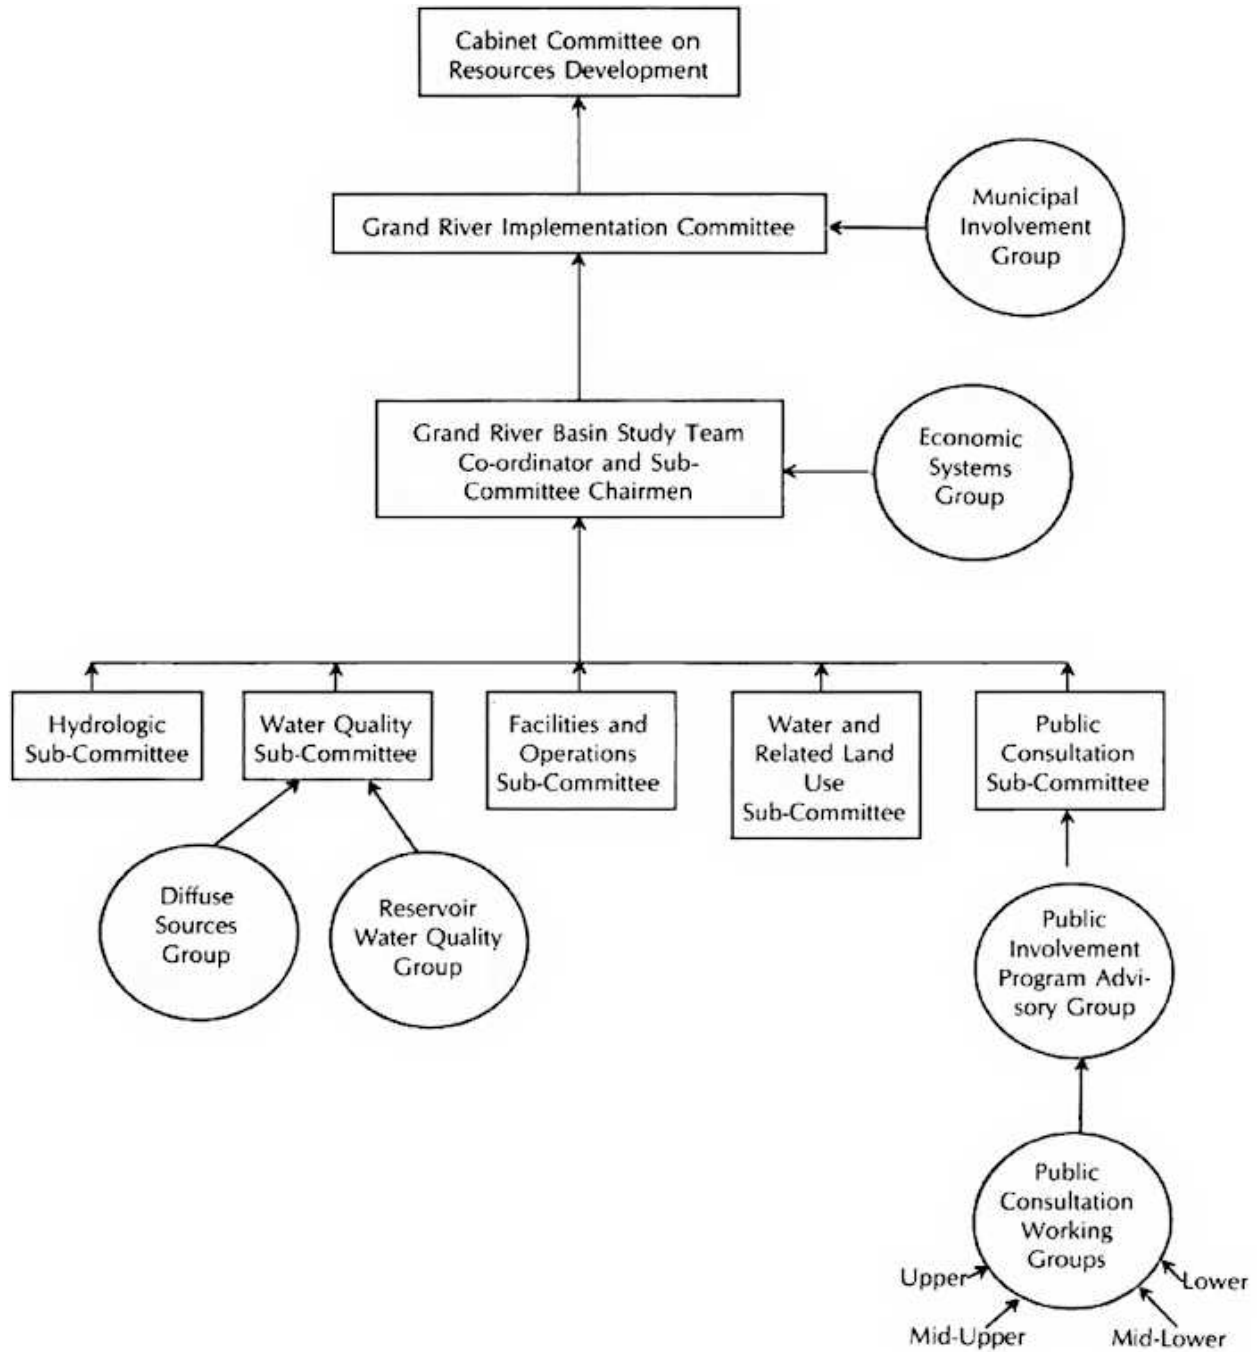 Cabinet Committee on
Resources Development
Grand River Implementation Committee
Municipal
Involvement
Group
Grand River Basin Study Team
Co-ordinator and Sub-
Committee Chairmen
Economic
Systems
Group
Hydrologic
Sub-Committee
Water Quality
Sub-Committee
Facilities and
Operations
Sub-Committee
Water and
Related Land
Use
Sub-Committee
Public
Consultation
Sub-Committee
Diffuse
Sources
Group
Reservoir
Water Quality
Group
Public
Involvement
Program Advi-
sory Group
Public
Consultation
Working
Groups
Upper
Lower
Mid-Upper
Mid-Lower